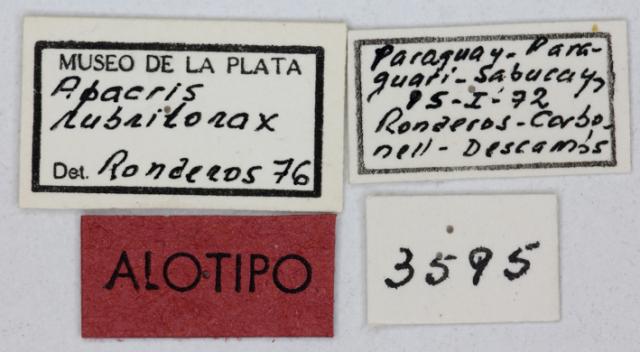 MUSEO DE LA PLATA
Apacris
rubritorax
Det. Ronderos 76
Paraguay-Para-
guarí-Sabucay,
15-I-72
Ronderos-Carbo-
nell-Descamps
ALOTIPO
3595